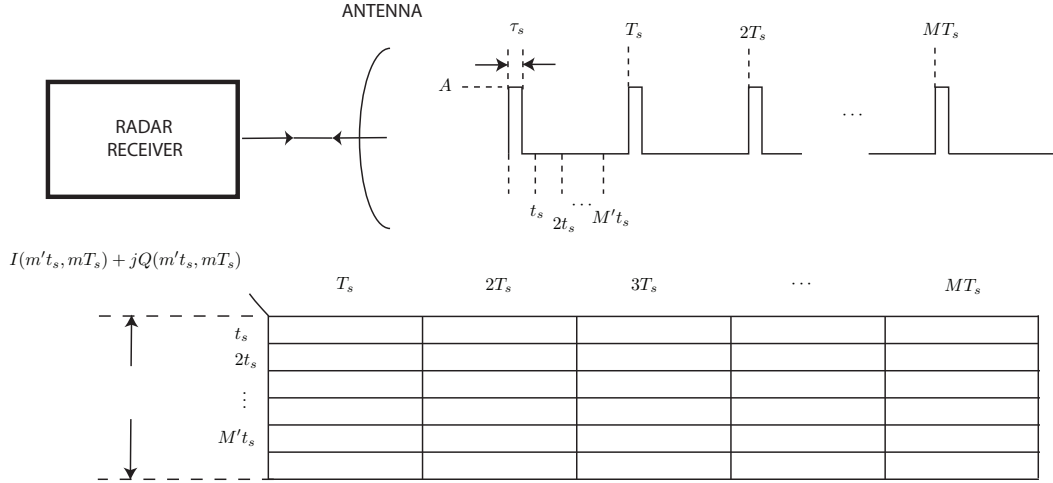 ANTENNA
RADAR
RECEIVER
τ_s
T_s
2T_s
MT_s
A
...
t_s
2t_s
...
M't_s
I(m't_s, mT_s) + jQ(m't_s, mT_s)
T_s
2T_s
3T_s
...
MT_s
t_s
2t_s
⋮
M't_s